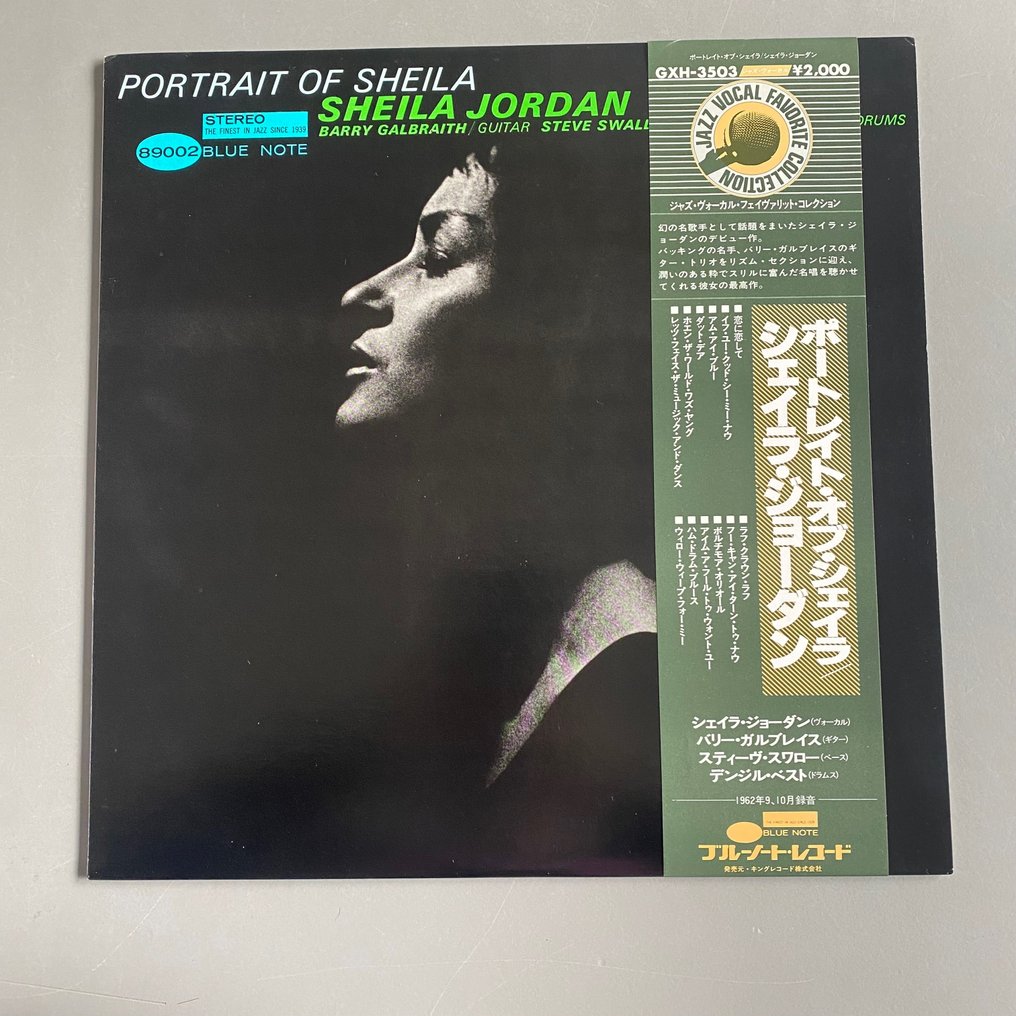 PORTRAIT OF SHEILA
SHEILA JORDAN
BARRY GALBRAITH/GUITAR STEVE SWALL
DRUMS
STEREO
THE FINEST IN JAZZ SINCE 1939
89002 BLUE NOTE
ポートレイト・オブ・シェイラ/シェイラ・ジョーダン
GXH-3503 ¥2,000
JAZZ VOCAL FAVORITE COLLECTION
ジャズ・ヴォーカル・フェイヴァリット・コレクション
幻の名歌手として話題をまいたシェイラ・ジ
ョーダンのデビュー作。
バッキングの名手、バリー・ガルブレイスのギ
ター・トリオをリズム・セクションに迎え、
潤いのある粋でスリルに富んだ名唱を聴かせ
てくれる彼女の最高作。
ポートレイト・オブ・シェイラ/
シェイラ・ジョーダン
■恋に恋して
■イフ・ユー・クッド・シー・ミー・ナウ
■アム・アイ・ブルー
■ダット・デア
■ホエン・ザ・ワールド・ワズ・ヤング
■レッツ・フェイス・ザ・ミュージック・アンド・ダンス
■ラフ・クラウン・ラフ
■フー・キャン・アイ・ターン・トゥ・ナウ
■ボルチモア・オリオール
■アイム・ア・フール・トゥ・ウォント・ユー
■ハム・ドラム・ブルース
■ウィロー・ウィープ・フォー・ミー
シェイラ・ジョーダン(ヴォーカル)
バリー・ガルブレイス(ギター)
スティーヴ・スワロー(ベース)
デンジル・ベスト(ドラムス)
1962年9、10月録音
THE FINEST IN JAZZ SINCE 1939
BLUE NOTE
ブルーノート・レコード
発売元・キングレコード株式会社